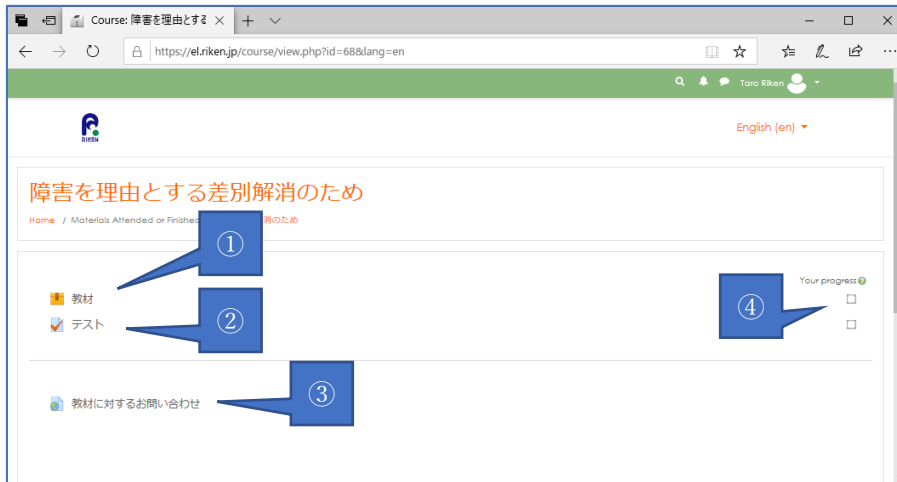 Course: 障害を理由とする
https://el.riken.jp/course/view.php?id=68&lang=en
Taro Riken
RIKEN
English (en)
障害を理由とする差別解消のため
Home / Materials Attended or Finished 消のため
①
Your progress
教材
④
テスト
②
教材に対するお問い合わせ
③